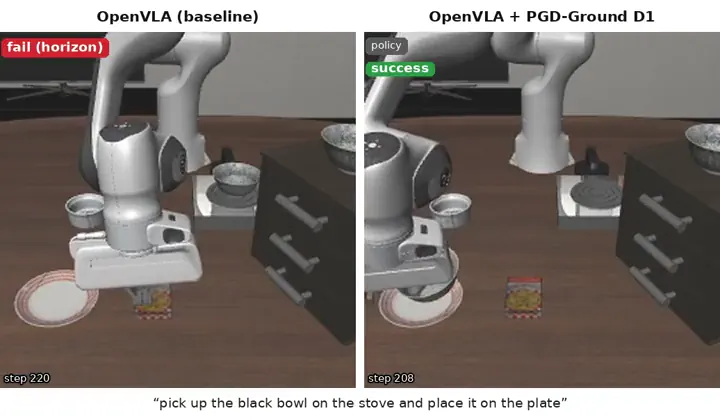 OpenVLA (baseline)
OpenVLA + PGD-Ground D1
fail (horizon)
policy
success
step 220
step 208
“pick up the black bowl on the stove and place it on the plate”